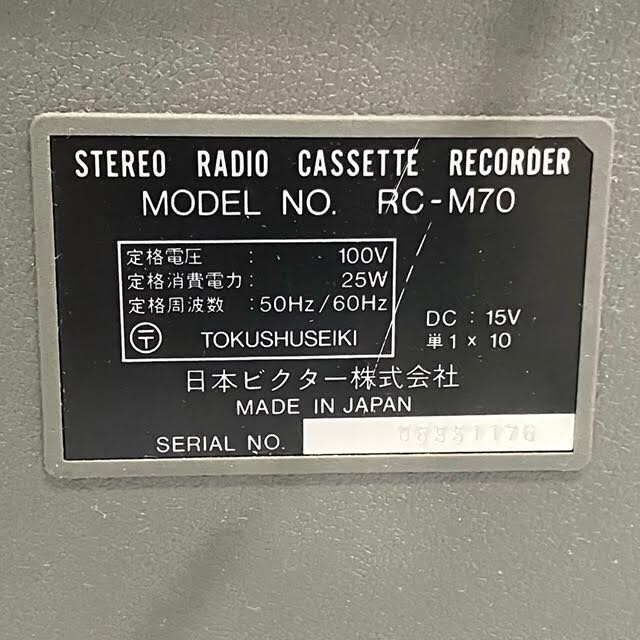 STEREO RADIO CASSETTE RECORDER
MODEL NO. RC-M70
定格電圧 : 100V
定格消費電力 : 25W
定格周波数 : 50Hz/60Hz
〒 TOKUSHUSEIKI
DC : 15V
単1 × 10
日本ビクター株式会社
MADE IN JAPAN
SERIAL NO.